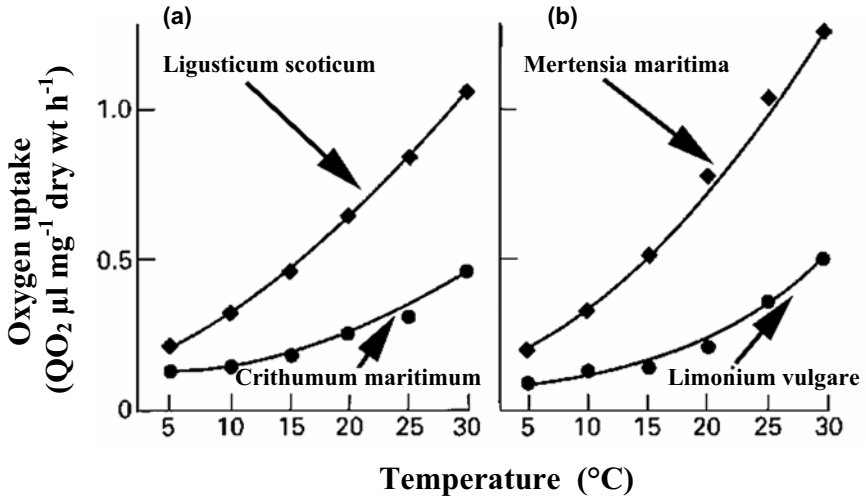 (a)
(b)
Ligusticum scoticum
Mertensia maritima
Oxygen uptake
(QO₂ µl mg⁻¹ dry wt h⁻¹)
1.0
0.5
0
Crithumum maritimum
Limonium vulgare
5 10 15 20 25 30
5 10 15 20 25 30
Temperature (°C)